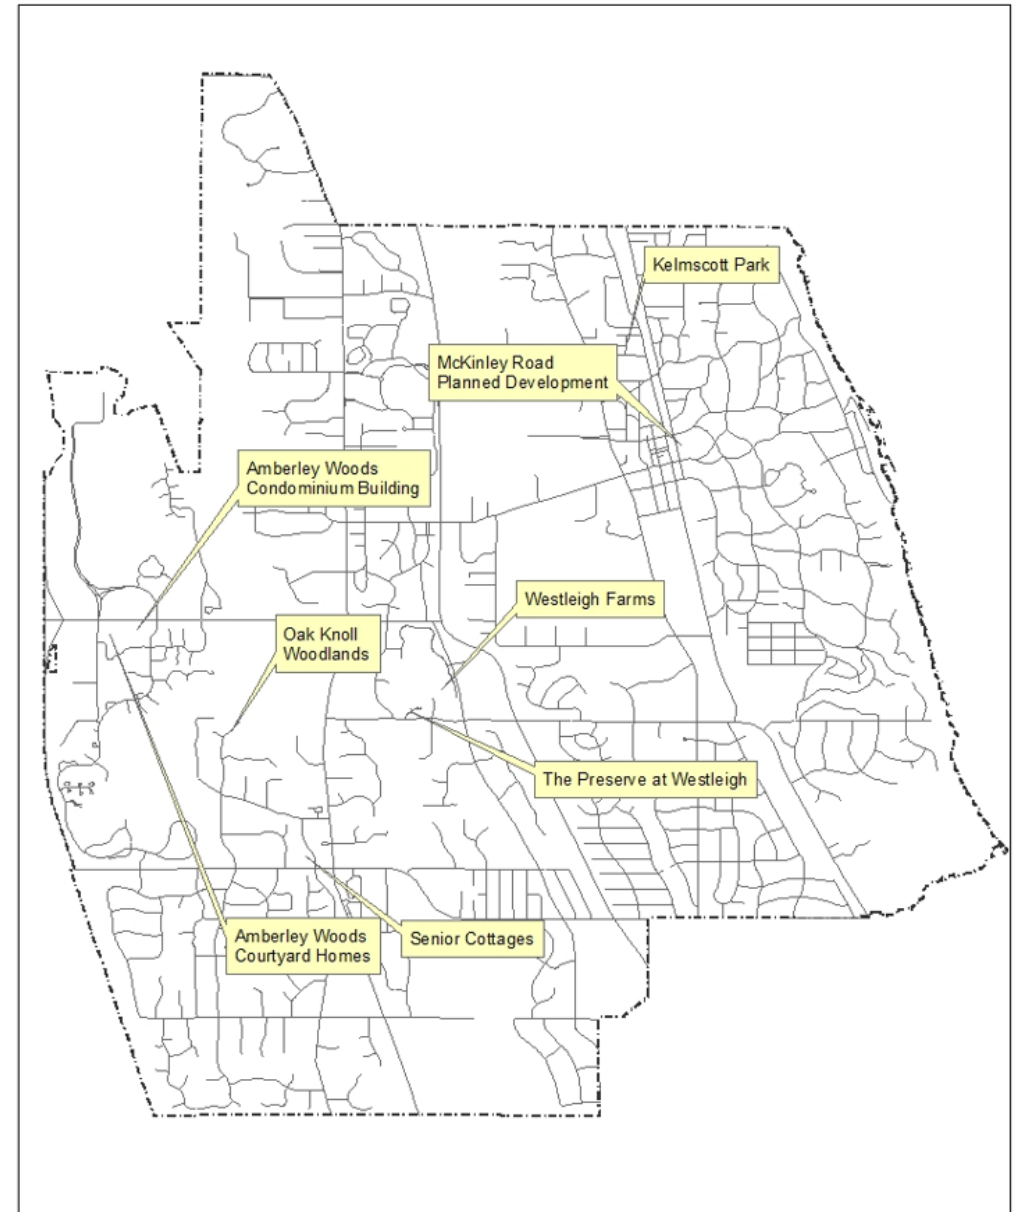 Kelmscott Park
McKinley Road
Planned Development
Amberley Woods
Condominium Building
Westleigh Farms
Oak Knoll
Woodlands
The Preserve at Westleigh
Amberley Woods
Courtyard Homes
Senior Cottages